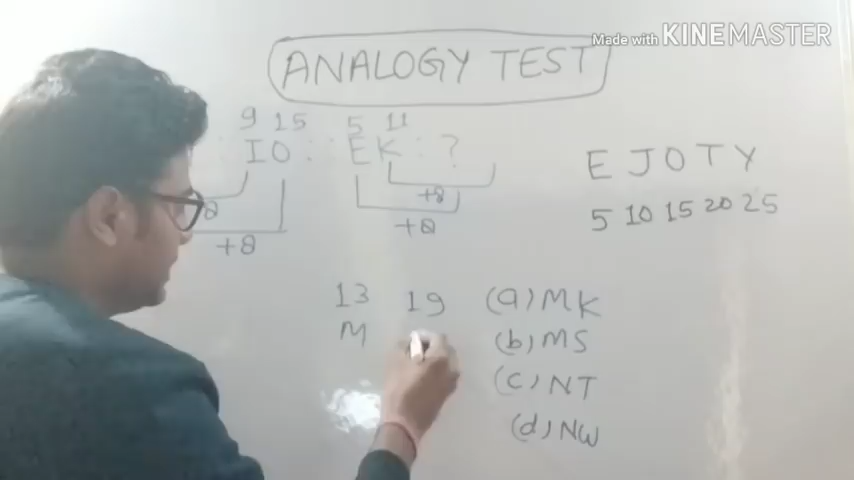 Made with KINEMASTER
ANALOGY TEST
9 15 5 11
IO :: EK : ?
+8
8
+8
+8
E J O T Y
5 10 15 20 25
13 19 (a) MK
M (b) MS
(c) NT
(d) NW